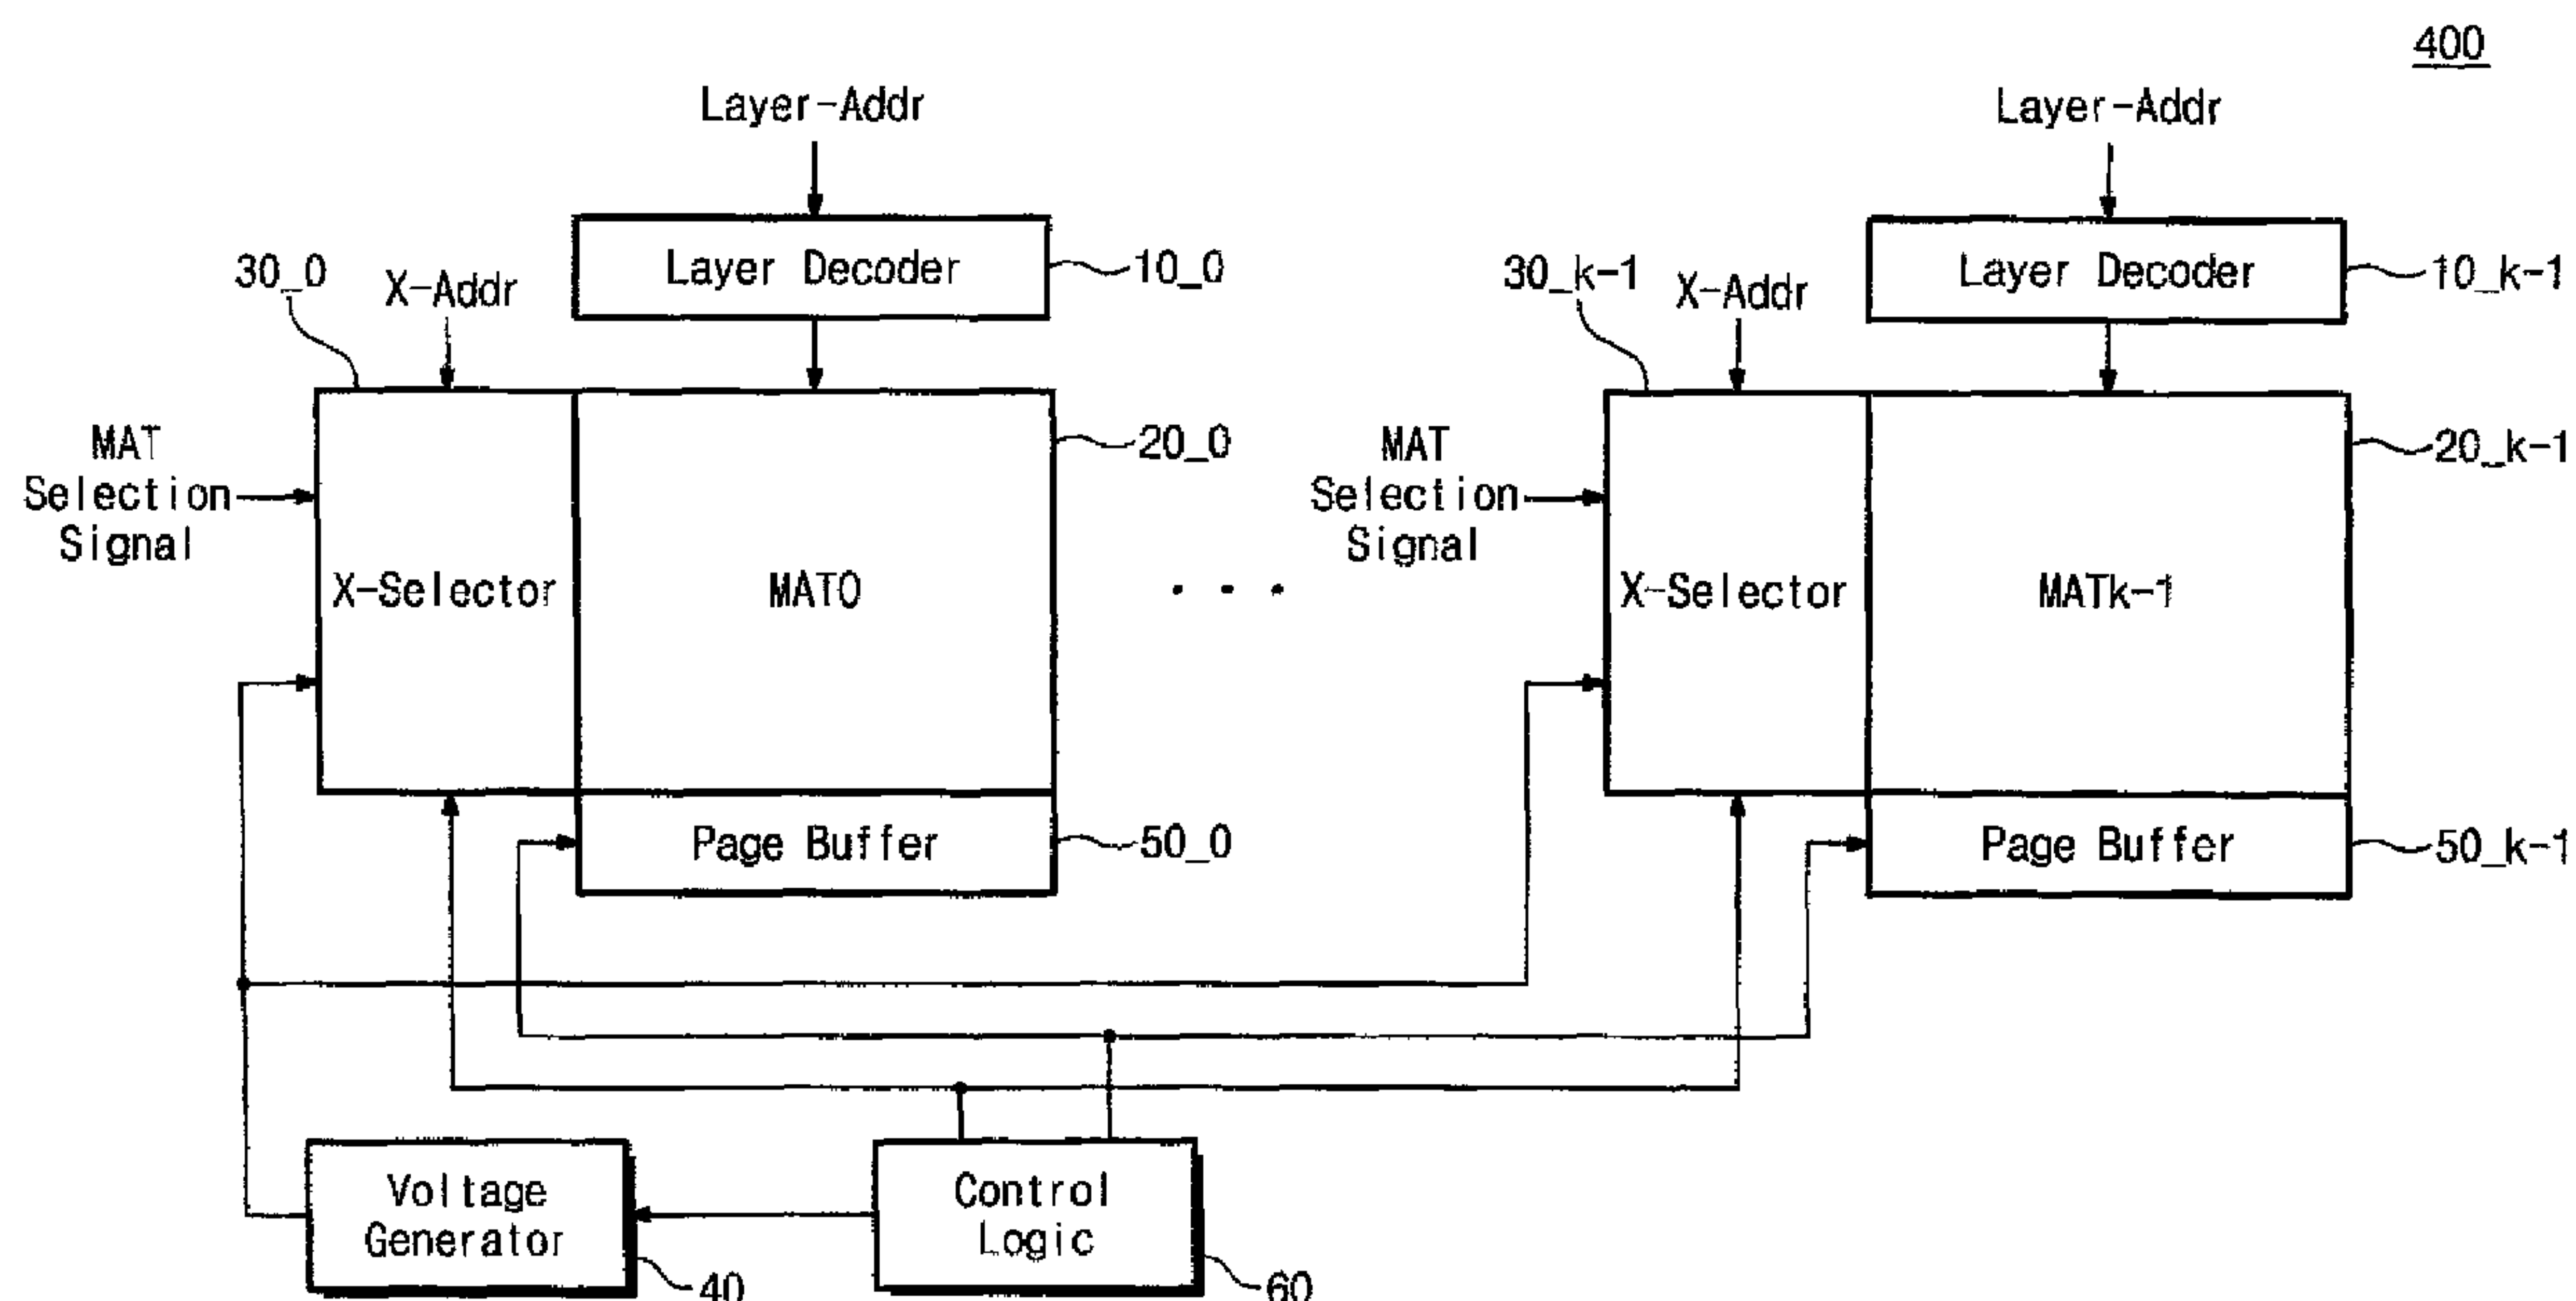 400
Layer-Addr
Layer-Addr
Layer Decoder
10_0
Layer Decoder
10_k-1
30_0
X-Addr
30_k-1
X-Addr
MAT
Selection
Signal
20_0
MAT
Selection
Signal
20_k-1
X-Selector
MAT0
. . .
X-Selector
MATk-1
Page Buffer
50_0
Page Buffer
50_k-1
Voltage
Generator
40
Control
Logic
60